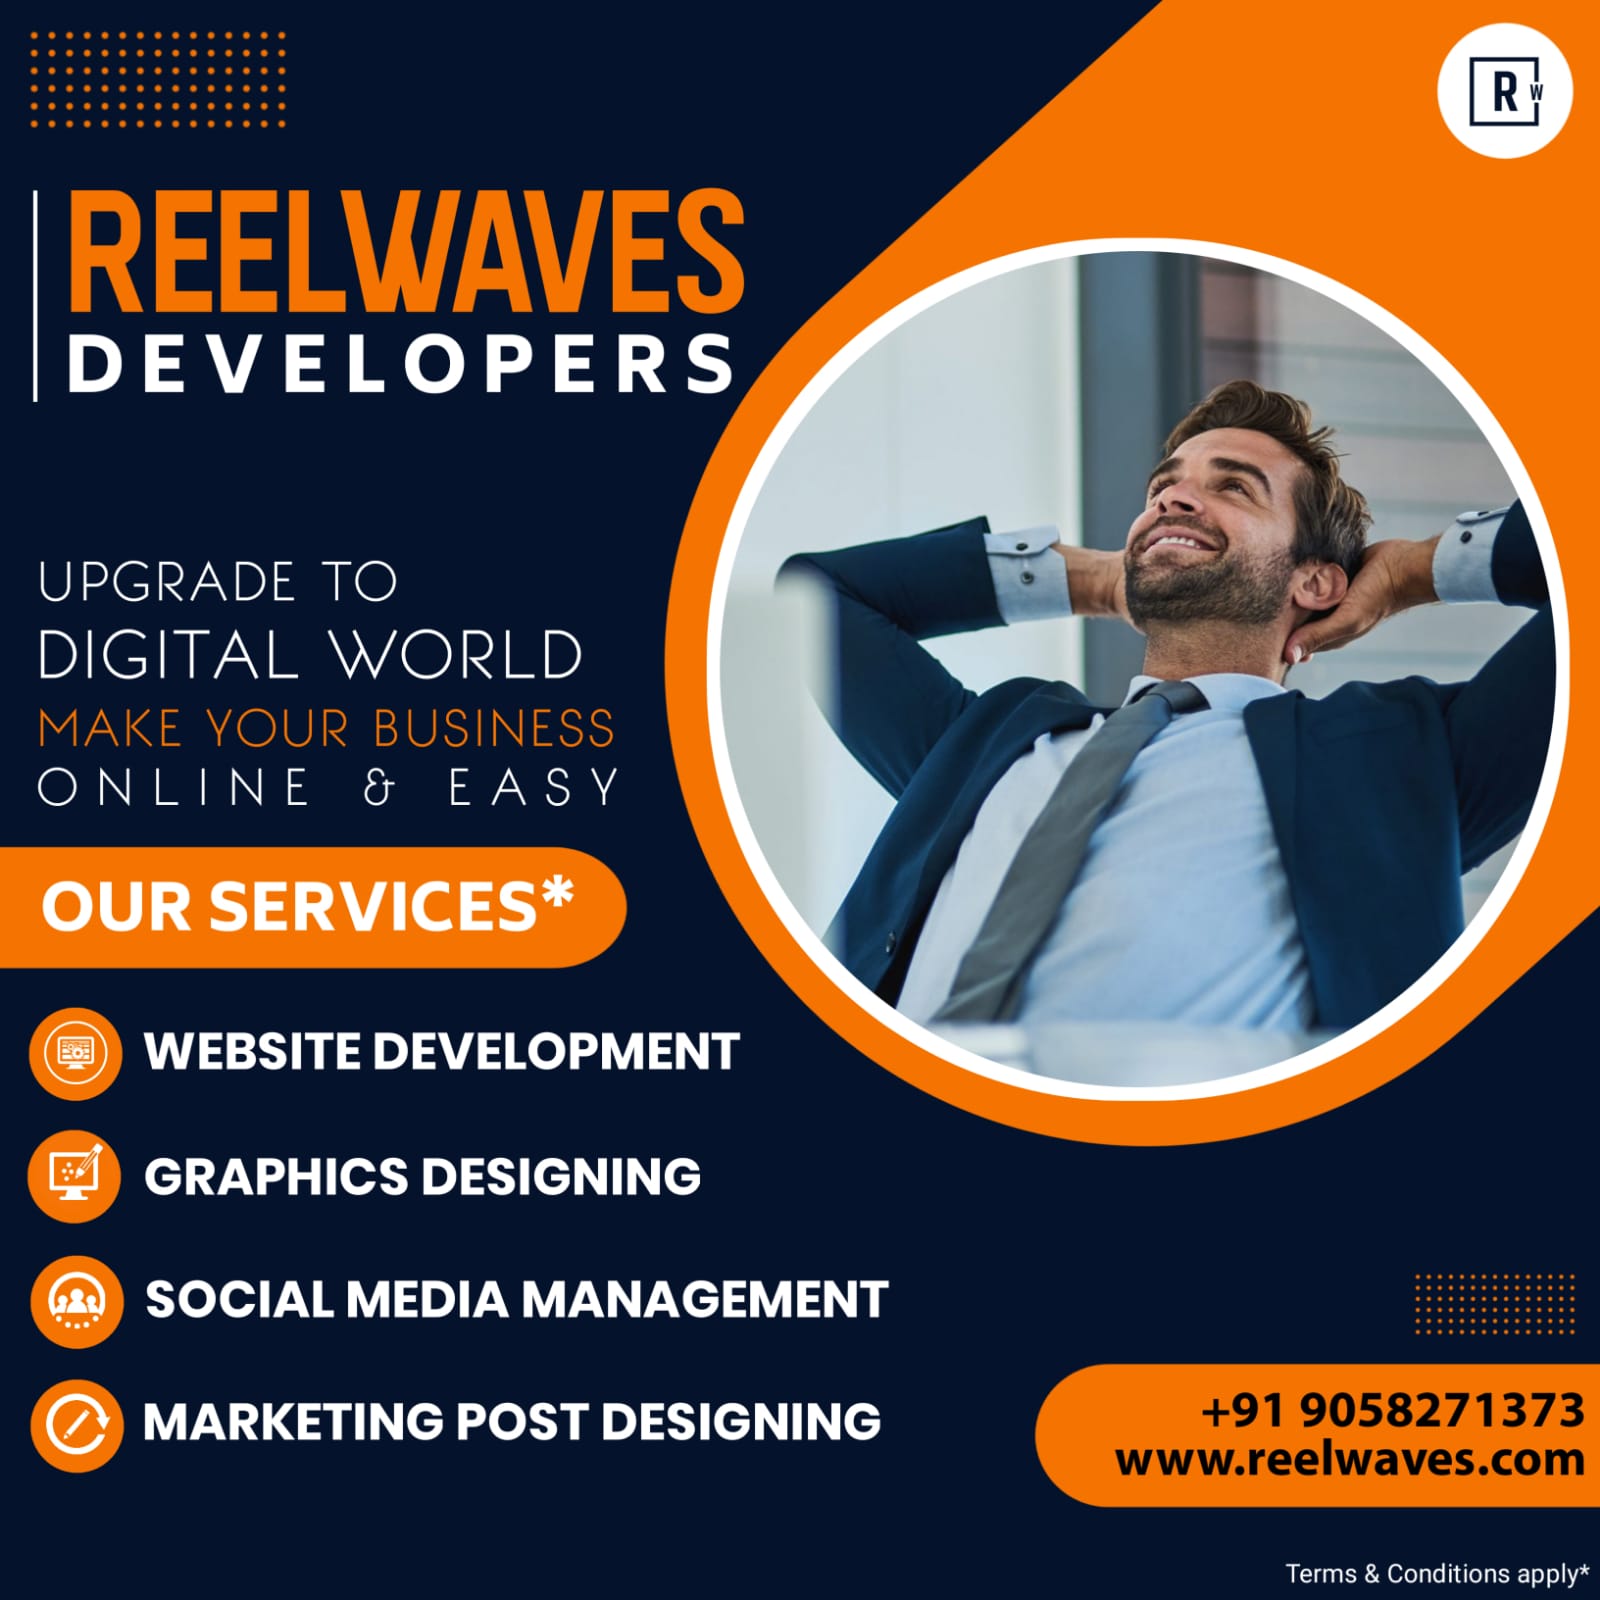 R W
REELWAVES
DEVELOPERS
UPGRADE TO
DIGITAL WORLD
MAKE YOUR BUSINESS
ONLINE & EASY
OUR SERVICES*
WEBSITE DEVELOPMENT
GRAPHICS DESIGNING
SOCIAL MEDIA MANAGEMENT
MARKETING POST DESIGNING
+91 9058271373
www.reelwaves.com
Terms & Conditions apply*